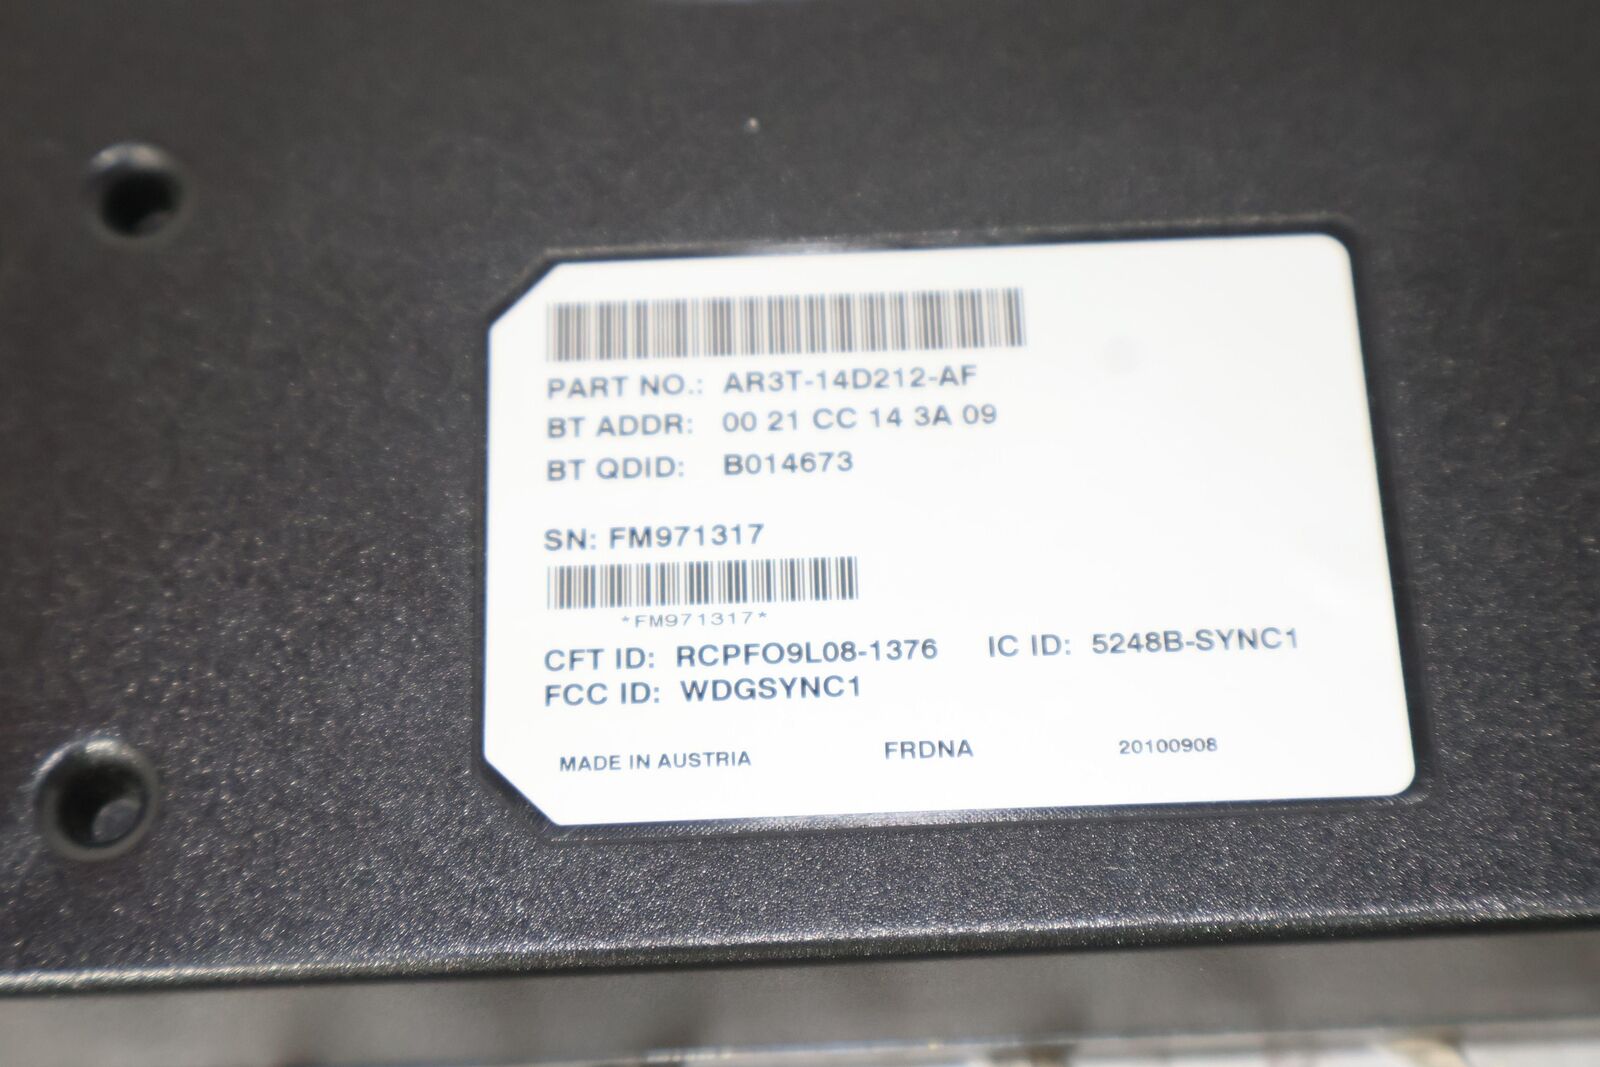 PART NO.: AR3T-14D212-AF
BT ADDR: 00 21 CC 14 3A 09
BT QDID: B014673
SN: FM971317
*FM971317*
CFT ID: RCPFO9L08-1376 IC ID: 5248B-SYNC1
FCC ID: WDGSYNC1
MADE IN AUSTRIA FRDNA 20100908